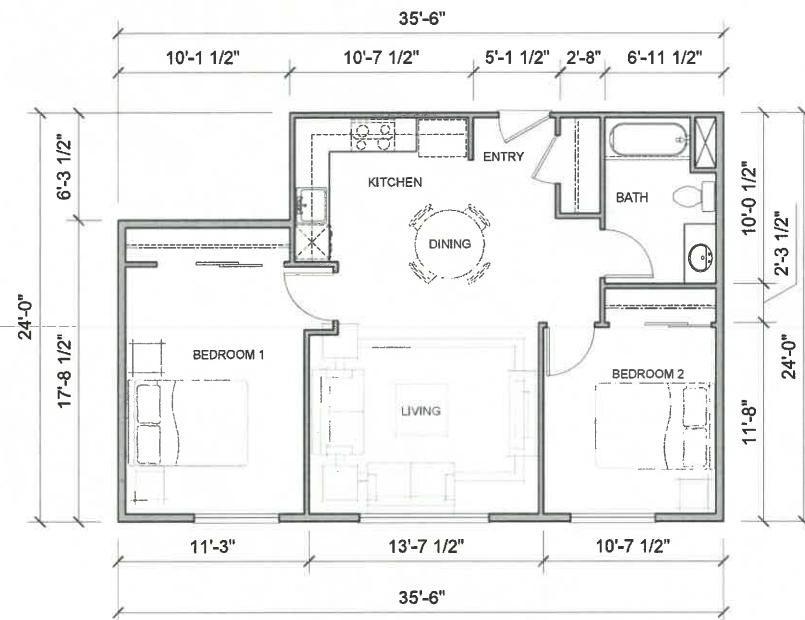 35'-6"
10'-1 1/2"
10'-7 1/2"
5'-1 1/2"
2'-8"
6'-11 1/2"
6'-3 1/2"
24'-0"
17'-8 1/2"
KITCHEN
ENTRY
BATH
DINING
BEDROOM 1
BEDROOM 2
LIVING
10'-0 1/2"
2'-3 1/2"
24'-0"
11'-8"
11'-3"
13'-7 1/2"
10'-7 1/2"
35'-6"